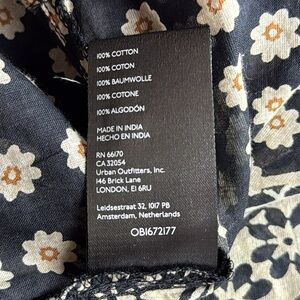 100% COTTON
100% COTON
100% BAUMWOLLE
100% COTONE
100% ALGODÓN
MADE IN INDIA
HECHO EN INDIA
RN 66170
CA 32054
Urban Outfitters, Inc.
146 Brick Lane
LONDON, E1 6RU
Leidsestraat 32, 1017 PB
Amsterdam, Netherlands
OB1672177